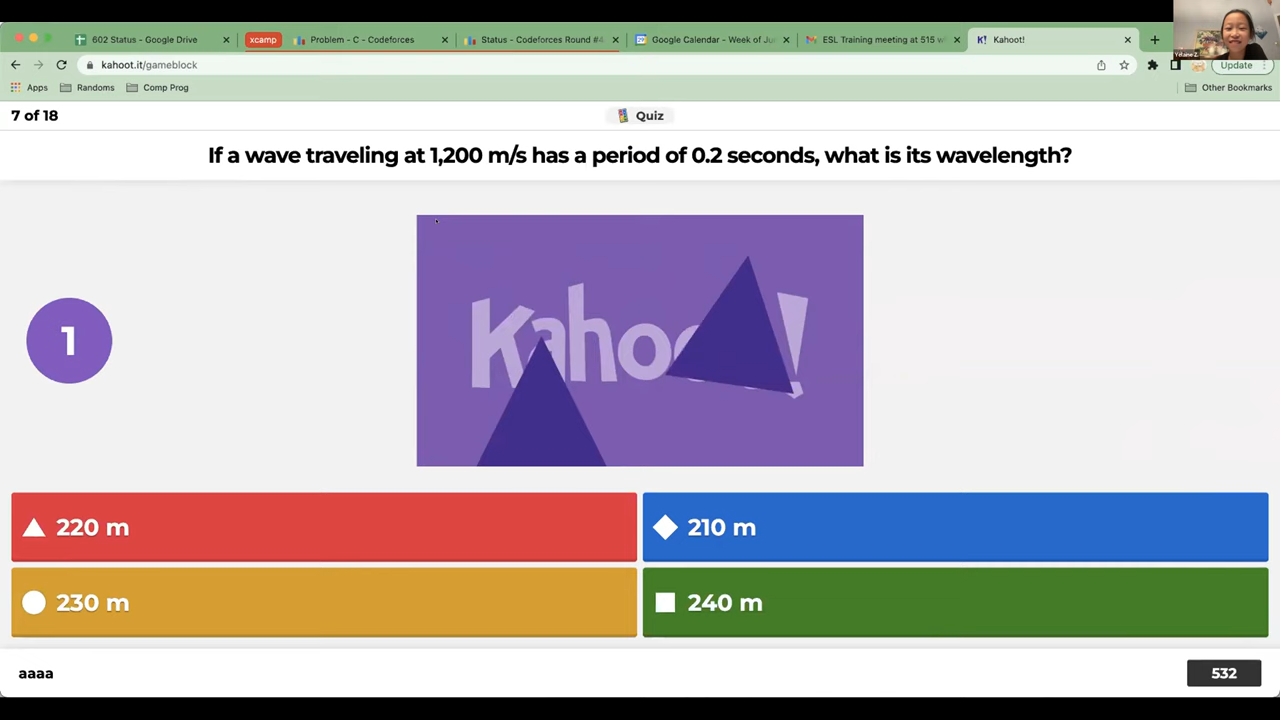 602 Status - Google Drive
xcamp
Problem - C - Codeforces
Status - Codeforces Round #4
Google Calendar - Week of Ju
ESL Training meeting at 515 w
K! Kahoot!
kahoot.it/gameblock
Update
Apps
Randoms
Comp Prog
Other Bookmarks
7 of 18
Quiz
If a wave traveling at 1,200 m/s has a period of 0.2 seconds, what is its wavelength?
1
220 m
210 m
230 m
240 m
aaaa
532